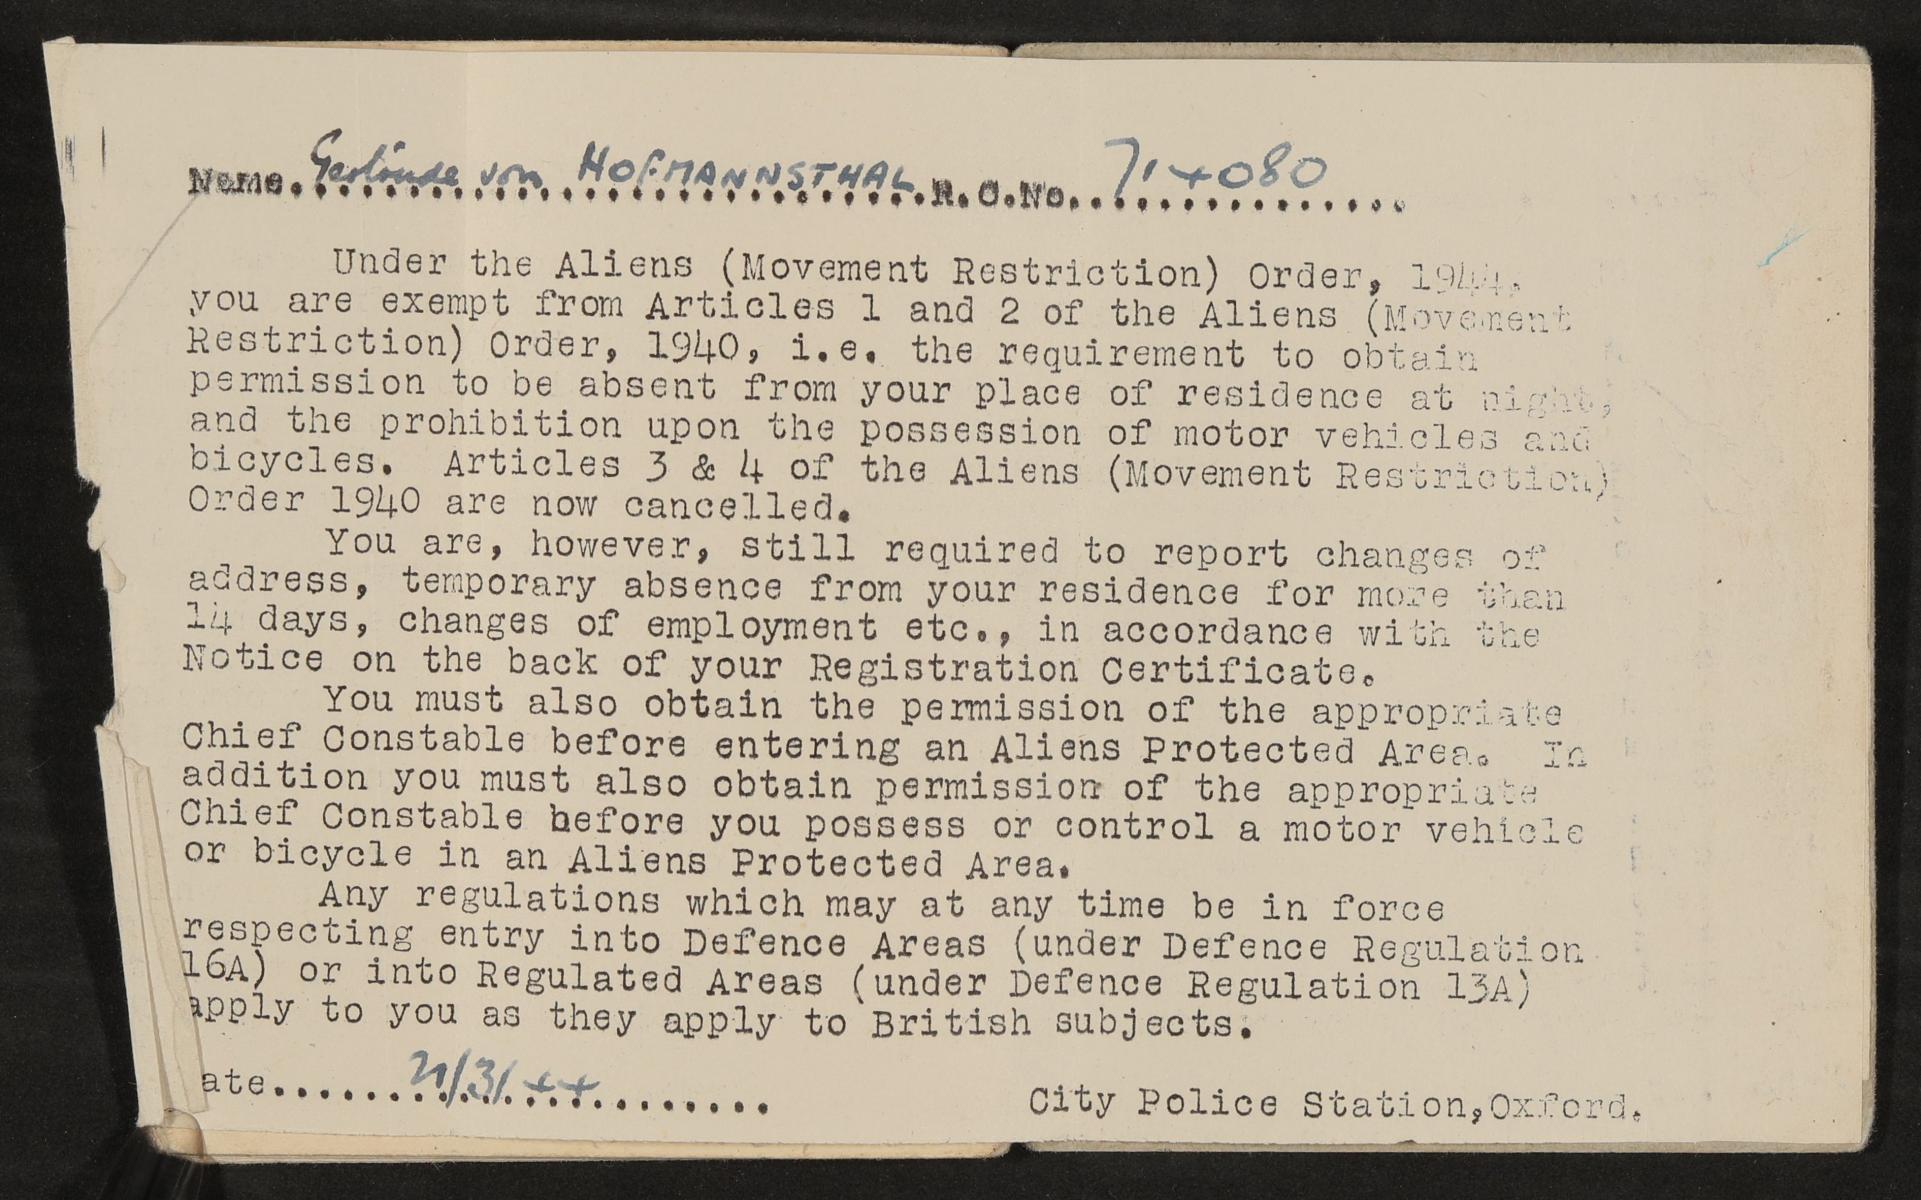 Name. Gertrude von HOFMANNSTHAL R.C.No. 714080
Under the Aliens (Movement Restriction) Order, 1944,
you are exempt from Articles 1 and 2 of the Aliens (Movement
Restriction) Order, 1940, i.e. the requirement to obtain
permission to be absent from your place of residence at night,
and the prohibition upon the possession of motor vehicles and
bicycles. Articles 3 & 4 of the Aliens (Movement Restriction)
Order 1940 are now cancelled.
You are, however, still required to report changes of
address, temporary absence from your residence for more than
14 days, changes of employment etc., in accordance with the
Notice on the back of your Registration Certificate.
You must also obtain the permission of the appropriate
Chief Constable before entering an Aliens Protected Area. In
addition you must also obtain permission of the appropriate
Chief Constable before you possess or control a motor vehicle
or bicycle in an Aliens Protected Area.
Any regulations which may at any time be in force
respecting entry into Defence Areas (under Defence Regulation
16A) or into Regulated Areas (under Defence Regulation 13A)
apply to you as they apply to British subjects.
ate...... 21/3/44
City Police Station, Oxford.